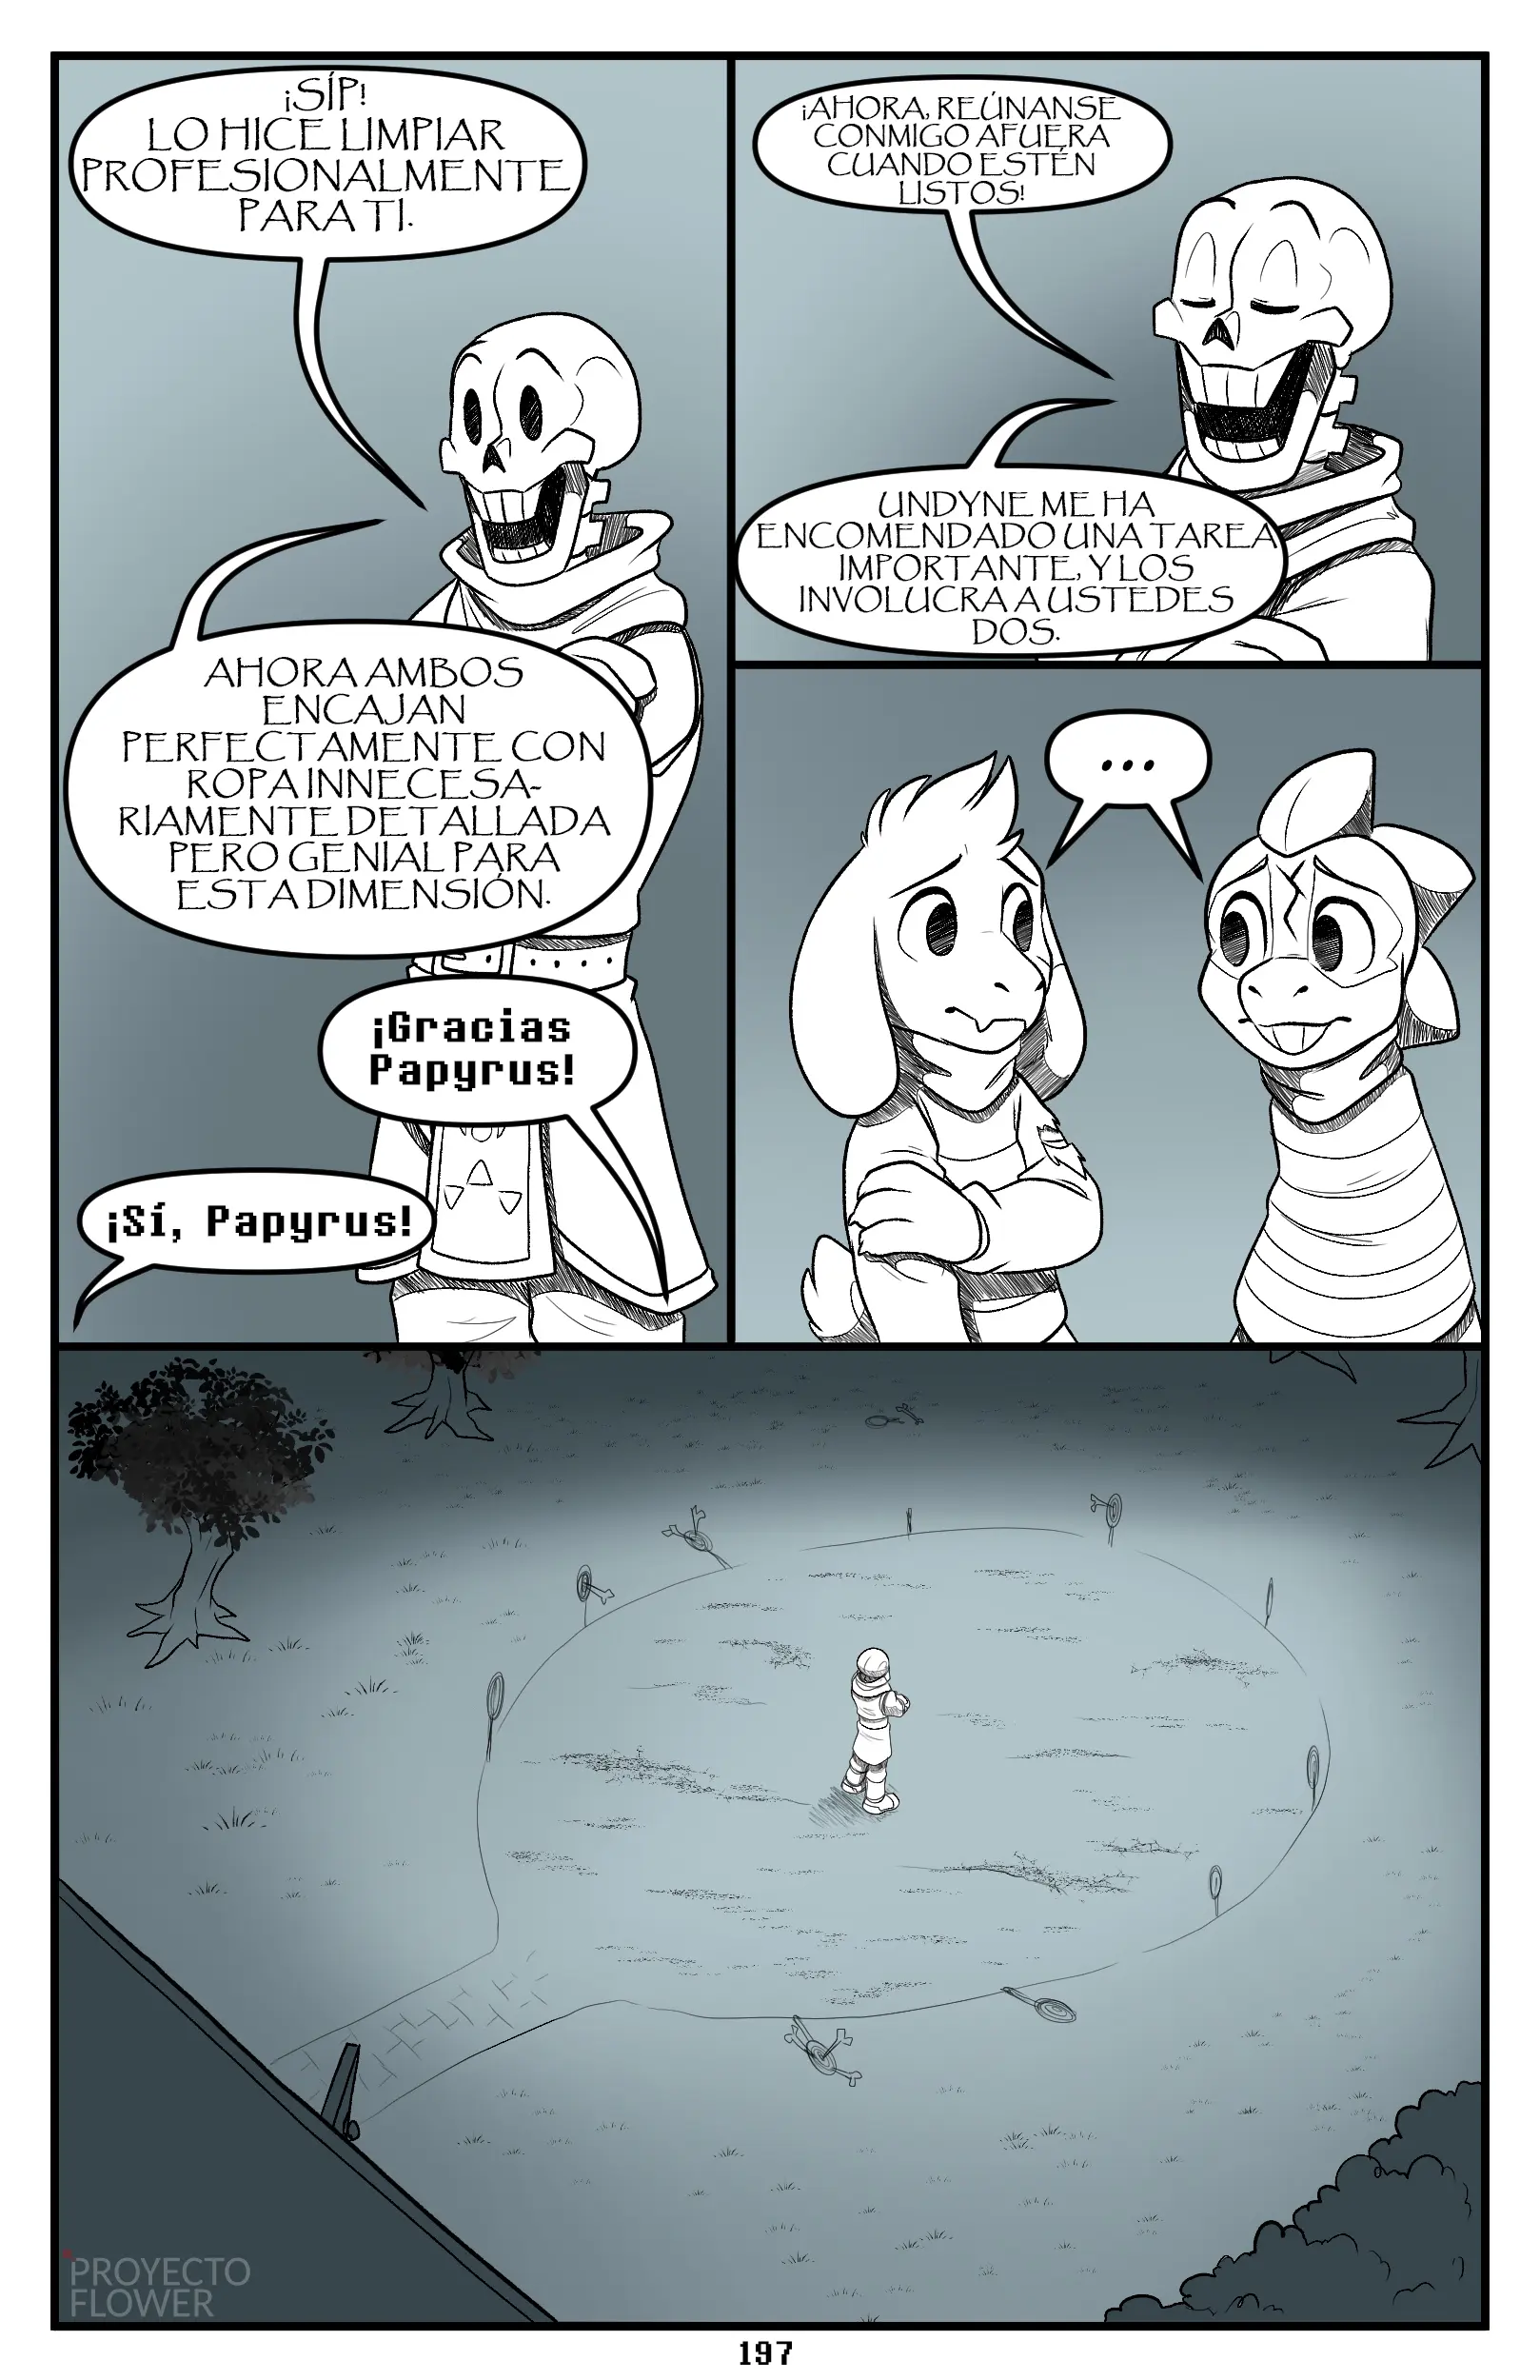 ¡SÍP!
LO HICE LIMPIAR
PROFESIONALMENTE
PARA TI.
AHORA AMBOS
ENCAJAN
PERFECTAMENTE CON
ROPA INNECESA-
RIAMENTE DETALLADA
PERO GENIAL PARA
ESTA DIMENSIÓN.
¡Gracias
Papyrus!
¡Sí, Papyrus!
¡AHORA, REÚNANSE
CONMIGO AFUERA
CUANDO ESTÉN
LISTOS!
UNDYNE ME HA
ENCOMENDADO UNA TAREA
IMPORTANTE, Y LOS
INVOLUCRA A USTEDES
DOS.
...
PROYECTO
FLOWER
197